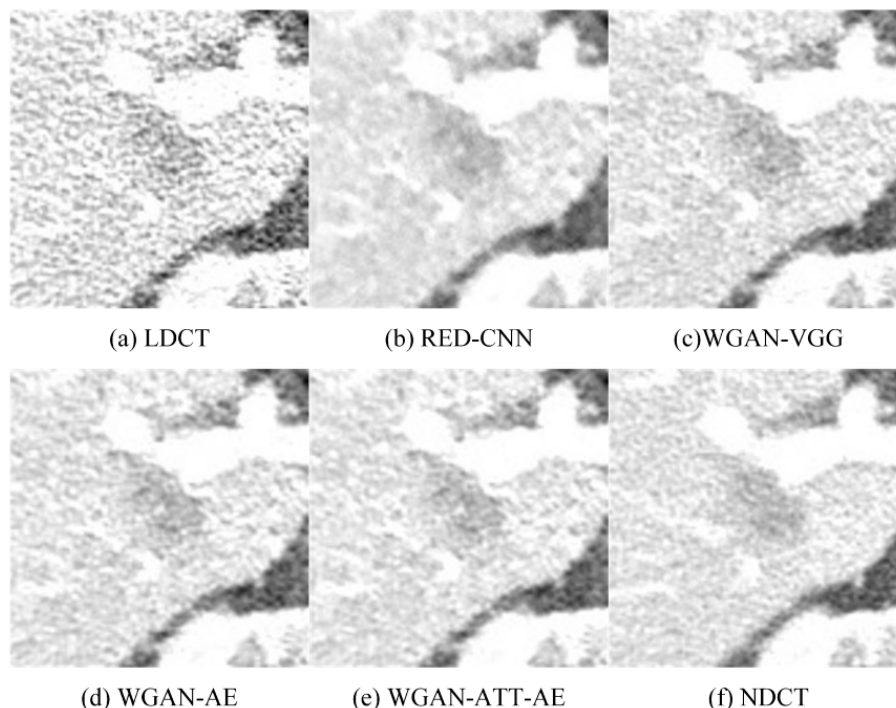 (a) LDCT
(b) RED-CNN
(c)WGAN-VGG
(d) WGAN-AE
(e) WGAN-ATT-AE
(f) NDCT